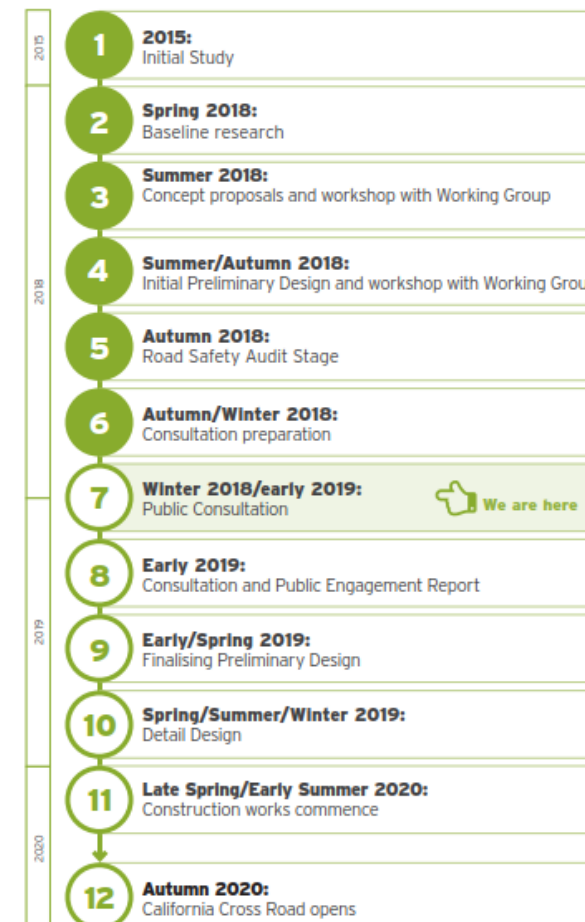 2015
1
2015:
Initial Study
2018
2
Spring 2018:
Baseline research
3
Summer 2018:
Concept proposals and workshop with Working Group
4
Summer/Autumn 2018:
Initial Preliminary Design and workshop with Working Grou
5
Autumn 2018:
Road Safety Audit Stage
6
Autumn/Winter 2018:
Consultation preparation
7
Winter 2018/early 2019:
Public Consultation
We are here
2019
8
Early 2019:
Consultation and Public Engagement Report
9
Early/Spring 2019:
Finalising Preliminary Design
10
Spring/Summer/Winter 2019:
Detail Design
2020
11
Late Spring/Early Summer 2020:
Construction works commence
12
Autumn 2020:
California Cross Road opens